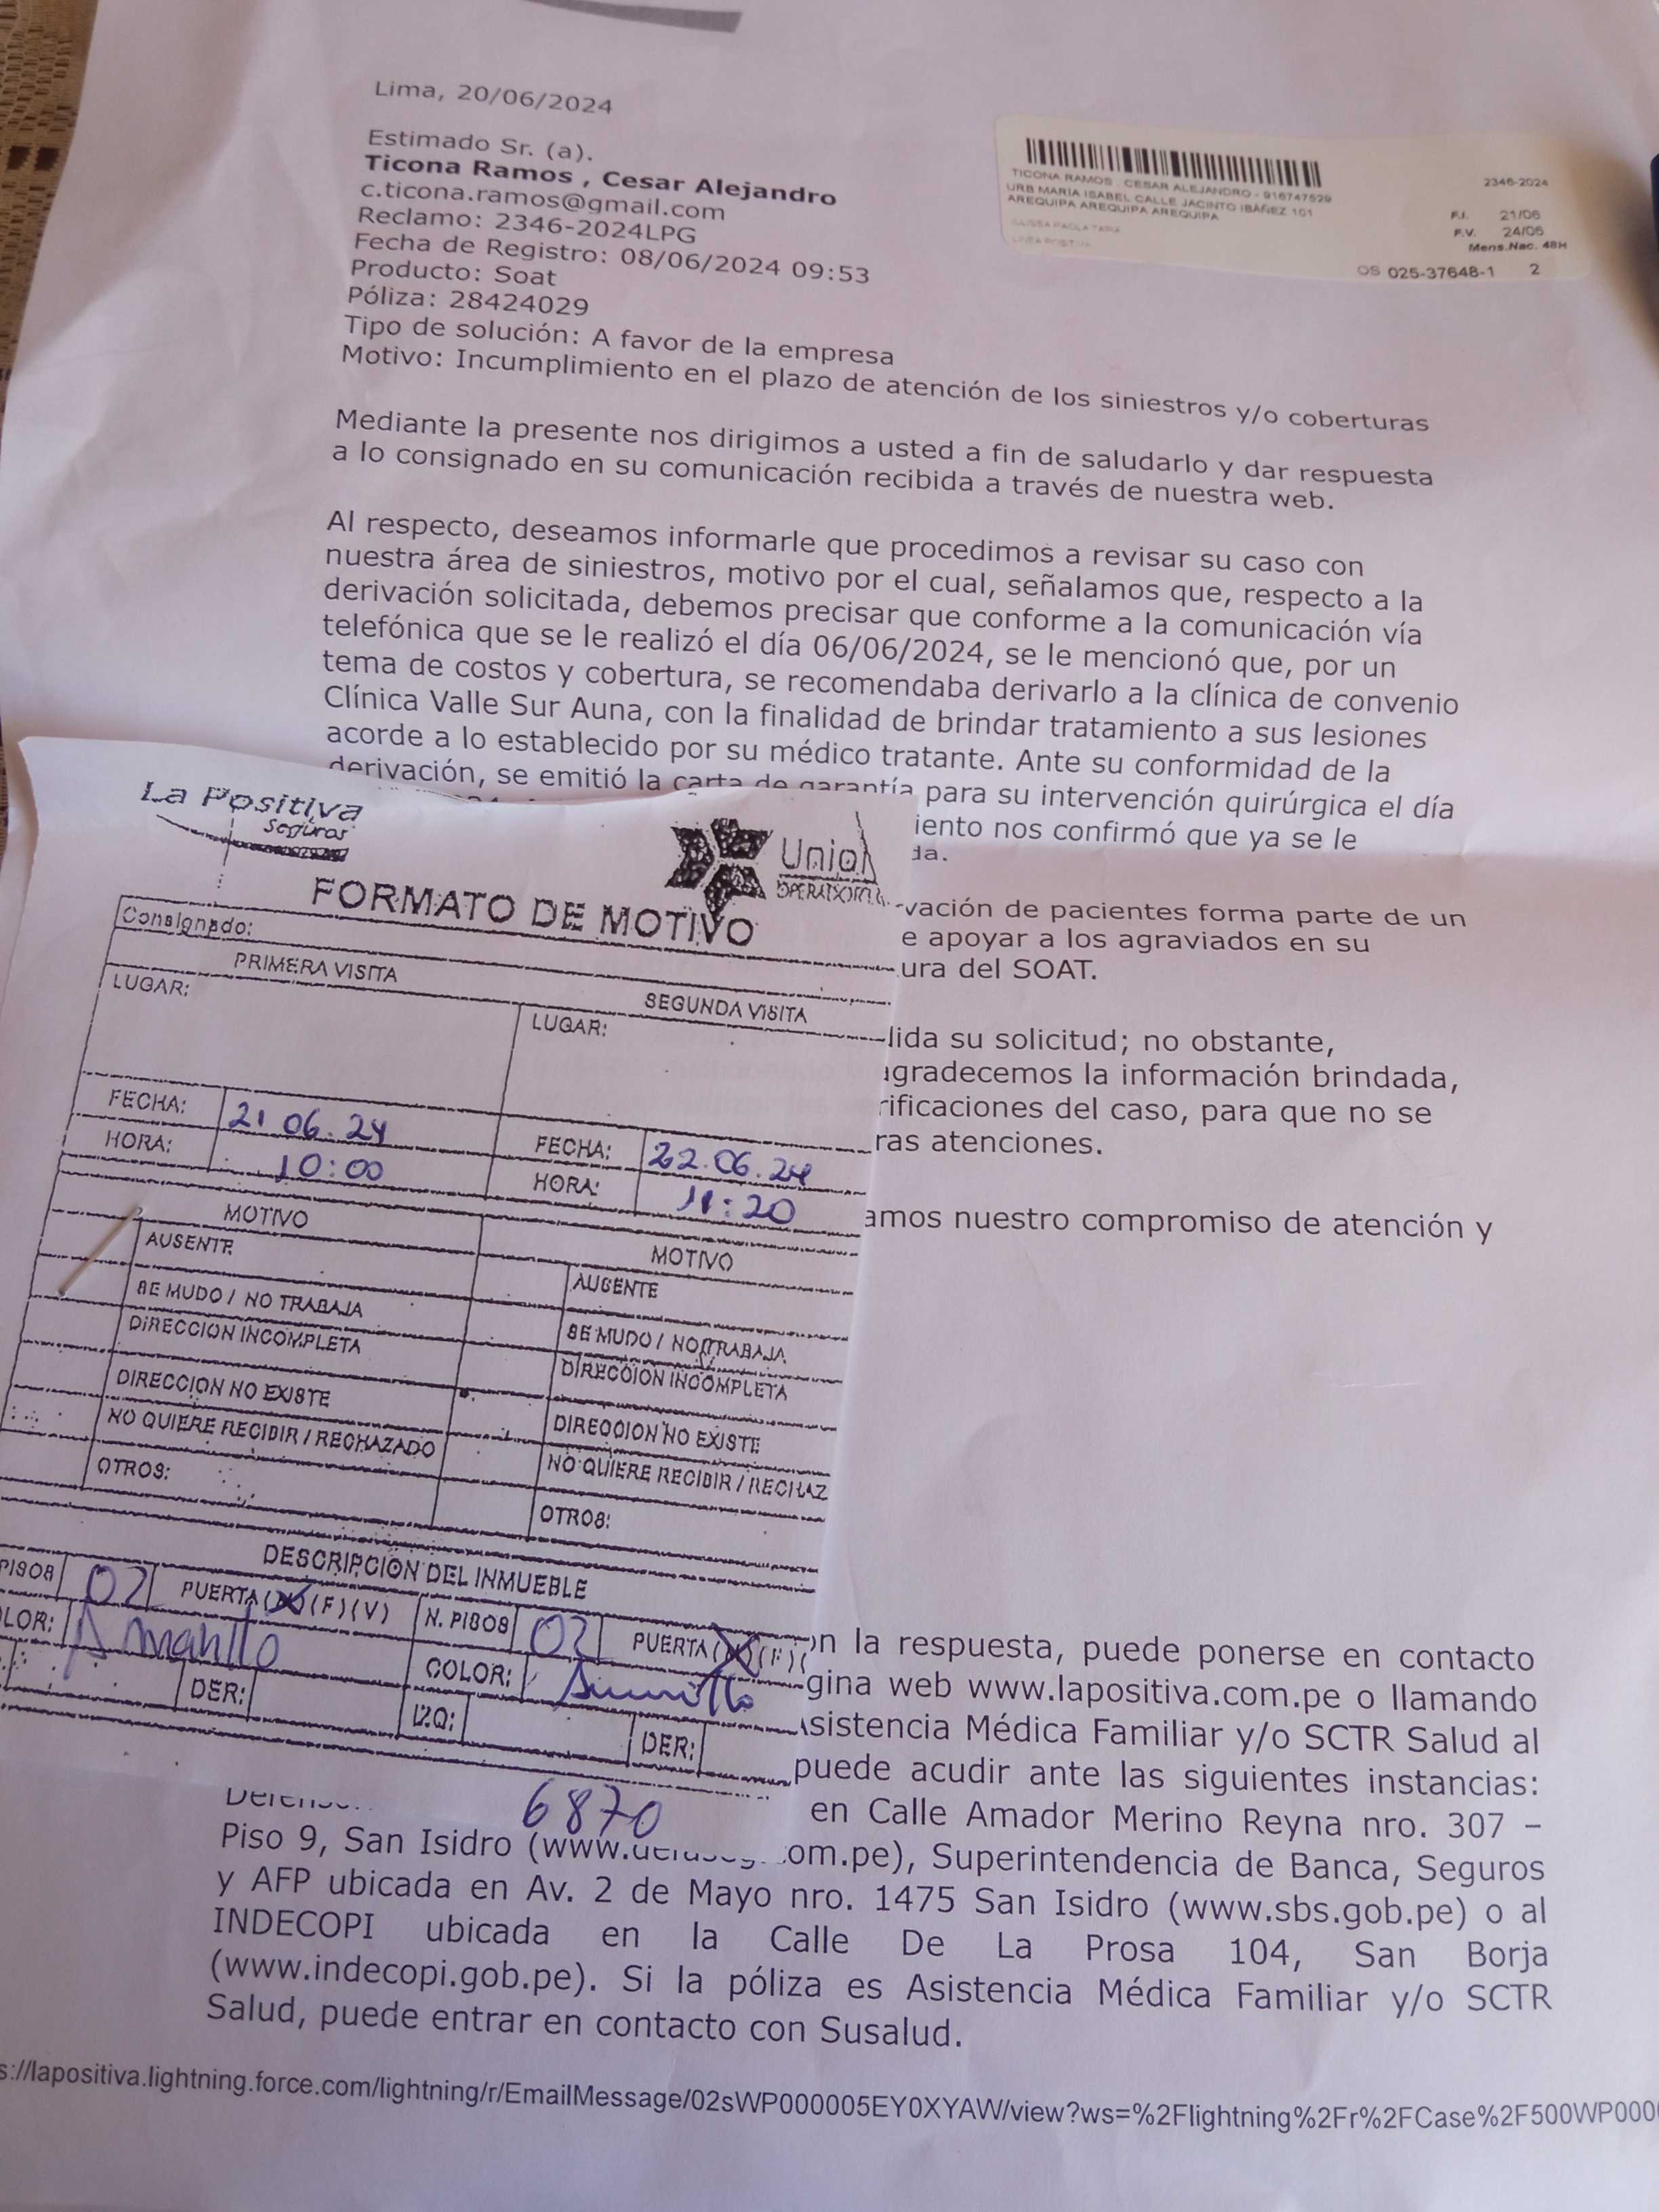 Lima, 20/06/2024
Estimado Sr. (a).
Ticona Ramos , Cesar Alejandro
c.ticona.ramos@gmail.com
Reclamo: 2346-2024LPG
Fecha de Registro: 08/06/2024 09:53
Producto: Soat
Póliza: 28424029
Tipo de solución: A favor de la empresa
Motivo: Incumplimiento en el plazo de atención de los siniestros y/o coberturas
TICONA RAMOS CESAR ALEJANDRO - 916747529
URB MARIA ISABEL CALLE JACINTO IBAÑEZ 101
AREQUIPA AREQUIPA AREQUIPA
2346-2024
F.I. 21/06
F.V. 24/06
Mens.Nac. 48H
OS 025-37648-1 2
Mediante la presente nos dirigimos a usted a fin de saludarlo y dar respuesta
a lo consignado en su comunicación recibida a través de nuestra web.
Al respecto, deseamos informarle que procedimos a revisar su caso con
nuestra área de siniestros, motivo por el cual, señalamos que, respecto a la
derivación solicitada, debemos precisar que conforme a la comunicación vía
telefónica que se le realizó el día 06/06/2024, se le mencionó que, por un
tema de costos y cobertura, se recomendaba derivarlo a la clínica de convenio
Clínica Valle Sur Auna, con la finalidad de brindar tratamiento a sus lesiones
acorde a lo establecido por su médico tratante. Ante su conformidad de la
derivación, se emitió la carta de garantía para su intervención quirúrgica el día
iento nos confirmó que ya se le
da.
vación de pacientes forma parte de un
e apoyar a los agraviados en su
ura del SOAT.
lida su solicitud; no obstante,
agradecemos la información brindada,
rificaciones del caso, para que no se
ras atenciones.
amos nuestro compromiso de atención y
La Positiva
Seguros
Union
FORMATO DE MOTIVO
Consignado:
PRIMERA VISITA
SEGUNDA VISITA
LUGAR:
LUGAR:
FECHA: 21 06.24
FECHA: 22.06.24
HORA: 10:00
HORA: 11:20
MOTIVO
MOTIVO
AUSENTE
AUSENTE
SE MUDO / NO TRABAJA
SE MUDO / NO TRABAJA
DIRECCION INCOMPLETA
DIRECCION INCOMPLETA
DIRECCION NO EXISTE
DIRECCION NO EXISTE
NO QUIERE RECIBIR / RECHAZADO
NO QUIERE RECIBIR / RECHAZ
OTROS:
OTROS:
DESCRIPCION DEL INMUEBLE
PISOS 02 PUERTA ( ) (F) (V)
N. PISOS 02 PUERTA ( ) (F) (
LOR: Amarillo
COLOR: Amarillo
DER:
IZQ:
DER:
6870
on la respuesta, puede ponerse en contacto
gina web www.lapositiva.com.pe o llamando
Asistencia Médica Familiar y/o SCTR Salud al
puede acudir ante las siguientes instancias:
en Calle Amador Merino Reyna nro. 307 –
Piso 9, San Isidro (www. om.pe), Superintendencia de Banca, Seguros
y AFP ubicada en Av. 2 de Mayo nro. 1475 San Isidro (www.sbs.gob.pe) o al
INDECOPI ubicada en la Calle De La Prosa 104, San Borja
(www.indecopi.gob.pe). Si la póliza es Asistencia Médica Familiar y/o SCTR
Salud, puede entrar en contacto con Susalud.
s://lapositiva.lightning.force.com/lightning/r/EmailMessage/02sWP000005EY0XYAW/view?ws=%2Flightning%2Fr%2FCase%2F500WP000